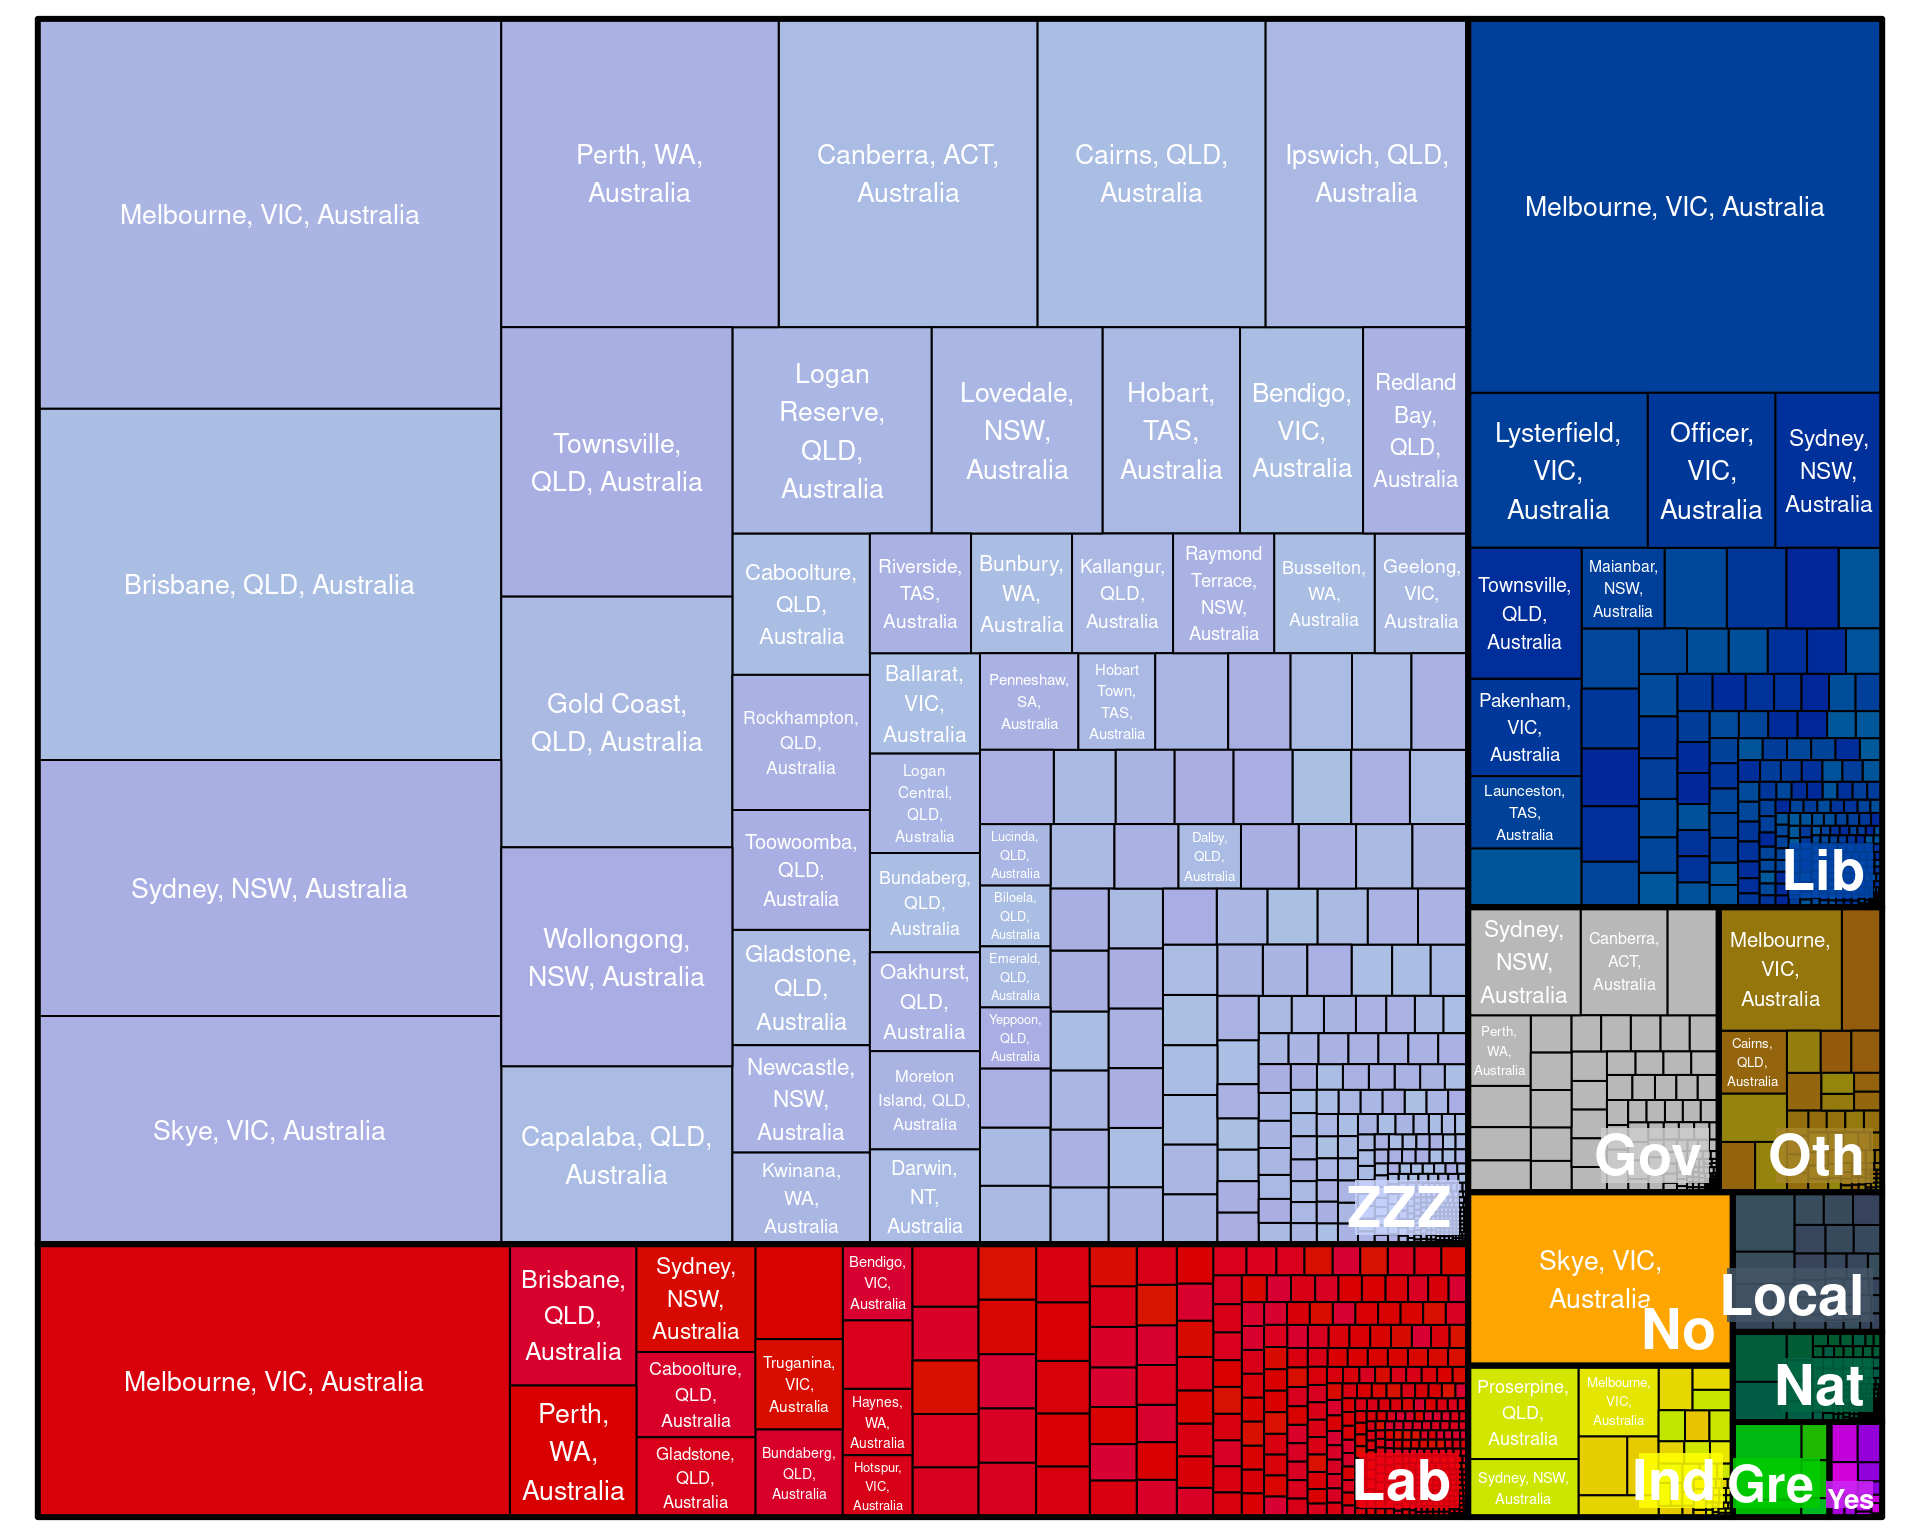 Melbourne, VIC, Australia
Brisbane, QLD, Australia
Sydney, NSW, Australia
Skye, VIC, Australia
Perth, WA,
Australia
Canberra, ACT,
Australia
Cairns, QLD,
Australia
Ipswich, QLD,
Australia
Townsville,
QLD, Australia
Gold Coast,
QLD, Australia
Wollongong,
NSW, Australia
Capalaba, QLD,
Australia
Logan
Reserve,
QLD,
Australia
Lovedale,
NSW,
Australia
Hobart,
TAS,
Australia
Bendigo,
VIC,
Australia
Redland
Bay,
QLD,
Australia
Caboolture,
QLD,
Australia
Rockhampton,
QLD,
Australia
Toowoomba,
QLD,
Australia
Gladstone,
QLD,
Australia
Newcastle,
NSW,
Australia
Kwinana,
WA,
Australia
Riverside,
TAS,
Australia
Bunbury,
WA,
Australia
Kallangur,
QLD,
Australia
Raymond
Terrace,
NSW,
Australia
Busselton,
WA,
Australia
Geelong,
VIC,
Australia
Ballarat,
VIC,
Australia
Logan
Central,
QLD,
Australia
Bundaberg,
QLD,
Australia
Oakhurst,
QLD,
Australia
Moreton
Island, QLD,
Australia
Darwin,
NT,
Australia
Penneshaw,
SA,
Australia
Hobart
Town,
TAS,
Australia
Lucinda,
QLD,
Australia
Dalby,
QLD,
Australia
Biloela,
QLD,
Australia
Emerald,
QLD,
Australia
Yeppoon,
QLD,
Australia
ZZZ
Melbourne, VIC, Australia
Lysterfield,
VIC,
Australia
Officer,
VIC,
Australia
Sydney,
NSW,
Australia
Townsville,
QLD,
Australia
Maianbar,
NSW,
Australia
Pakenham,
VIC,
Australia
Launceston,
TAS,
Australia
Lib
Sydney,
NSW,
Australia
Canberra,
ACT,
Australia
Perth,
WA,
Australia
Gov
Melbourne,
VIC,
Australia
Cairns,
QLD,
Australia
Oth
Melbourne, VIC, Australia
Brisbane,
QLD,
Australia
Perth,
WA,
Australia
Sydney,
NSW,
Australia
Caboolture,
QLD,
Australia
Gladstone,
QLD,
Australia
Truganina,
VIC,
Australia
Bundaberg,
QLD,
Australia
Bendigo,
VIC,
Australia
Haynes,
WA,
Australia
Hotspur,
VIC,
Australia
Lab
Skye, VIC,
Australia
No
Local
Nat
Proserpine,
QLD,
Australia
Melbourne,
VIC,
Australia
Sydney, NSW,
Australia
Ind
Gre
Yes